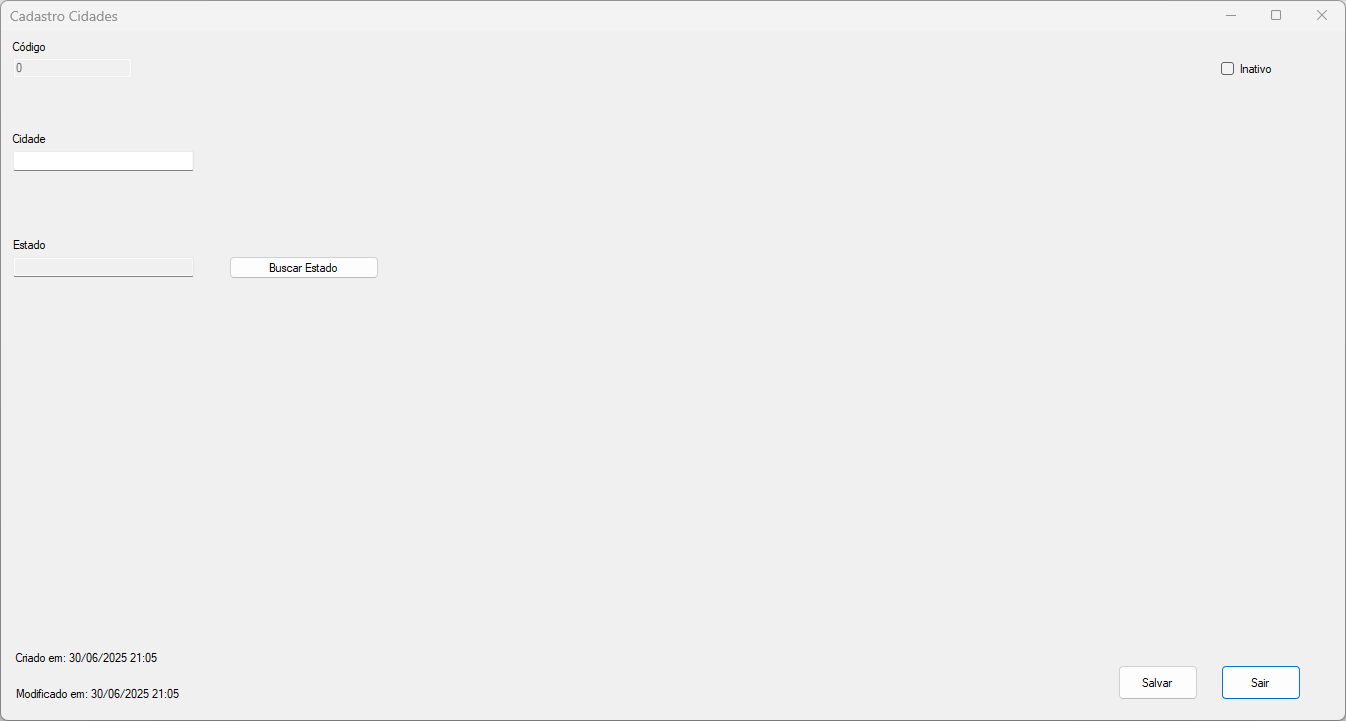 Cadastro Cidades
Código
0
Inativo
Cidade
Estado
Buscar Estado
Criado em: 30/06/2025 21:05
Modificado em: 30/06/2025 21:05
Salvar
Sair